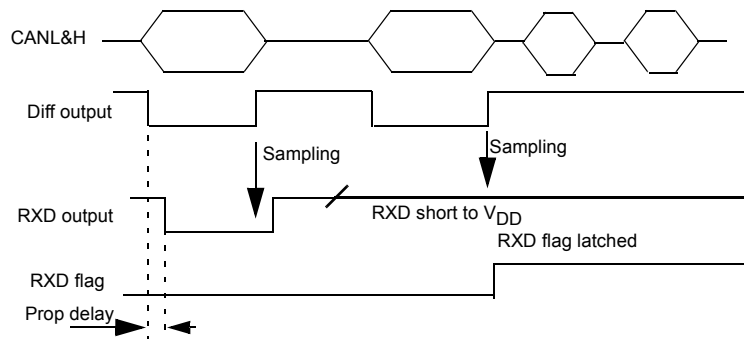 CANL&H
Diff output
Sampling
Sampling
RXD output
RXD short to VDD
RXD flag latched
RXD flag
Prop delay